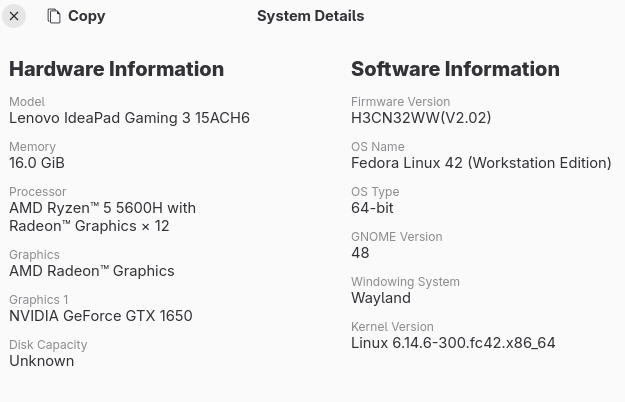 Copy
System Details
Hardware Information
Model
Lenovo IdeaPad Gaming 3 15ACH6
Memory
16.0 GiB
Processor
AMD Ryzen™ 5 5600H with
Radeon™ Graphics × 12
Graphics
AMD Radeon™ Graphics
Graphics 1
NVIDIA GeForce GTX 1650
Disk Capacity
Unknown
Software Information
Firmware Version
H3CN32WW(V2.02)
OS Name
Fedora Linux 42 (Workstation Edition)
OS Type
64-bit
GNOME Version
48
Windowing System
Wayland
Kernel Version
Linux 6.14.6-300.fc42.x86_64